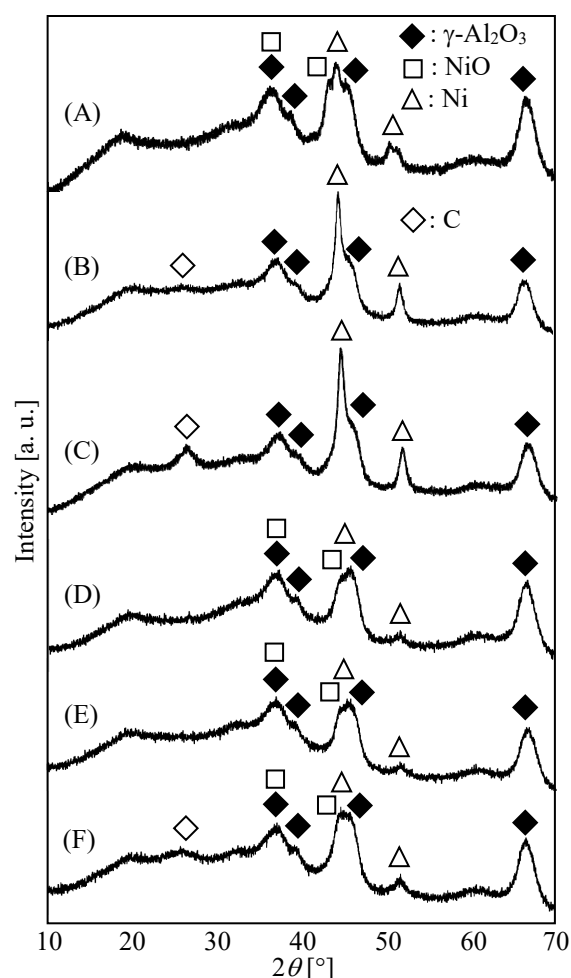 ◆: γ-Al₂O₃
□: NiO
△: Ni
(A)
◇: C
(B)
(C)
(D)
(E)
(F)
Intensity [a. u.]
10 20 30 40 50 60 70
2θ [°]